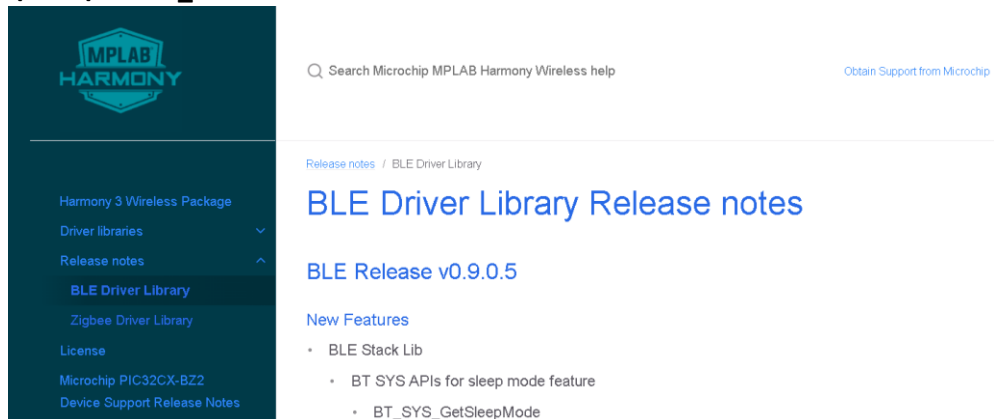 MPLAB
HARMONY
Search Microchip MPLAB Harmony Wireless help
Obtain Support from Microchip
Harmony 3 Wireless Package
Driver libraries
Release notes
BLE Driver Library
Zigbee Driver Library
License
Microchip PIC32CX-BZ2
Device Support Release Notes
Release notes / BLE Driver Library
BLE Driver Library Release notes
BLE Release v0.9.0.5
New Features
• BLE Stack Lib
• BT SYS APIs for sleep mode feature
• BT_SYS_GetSleepMode